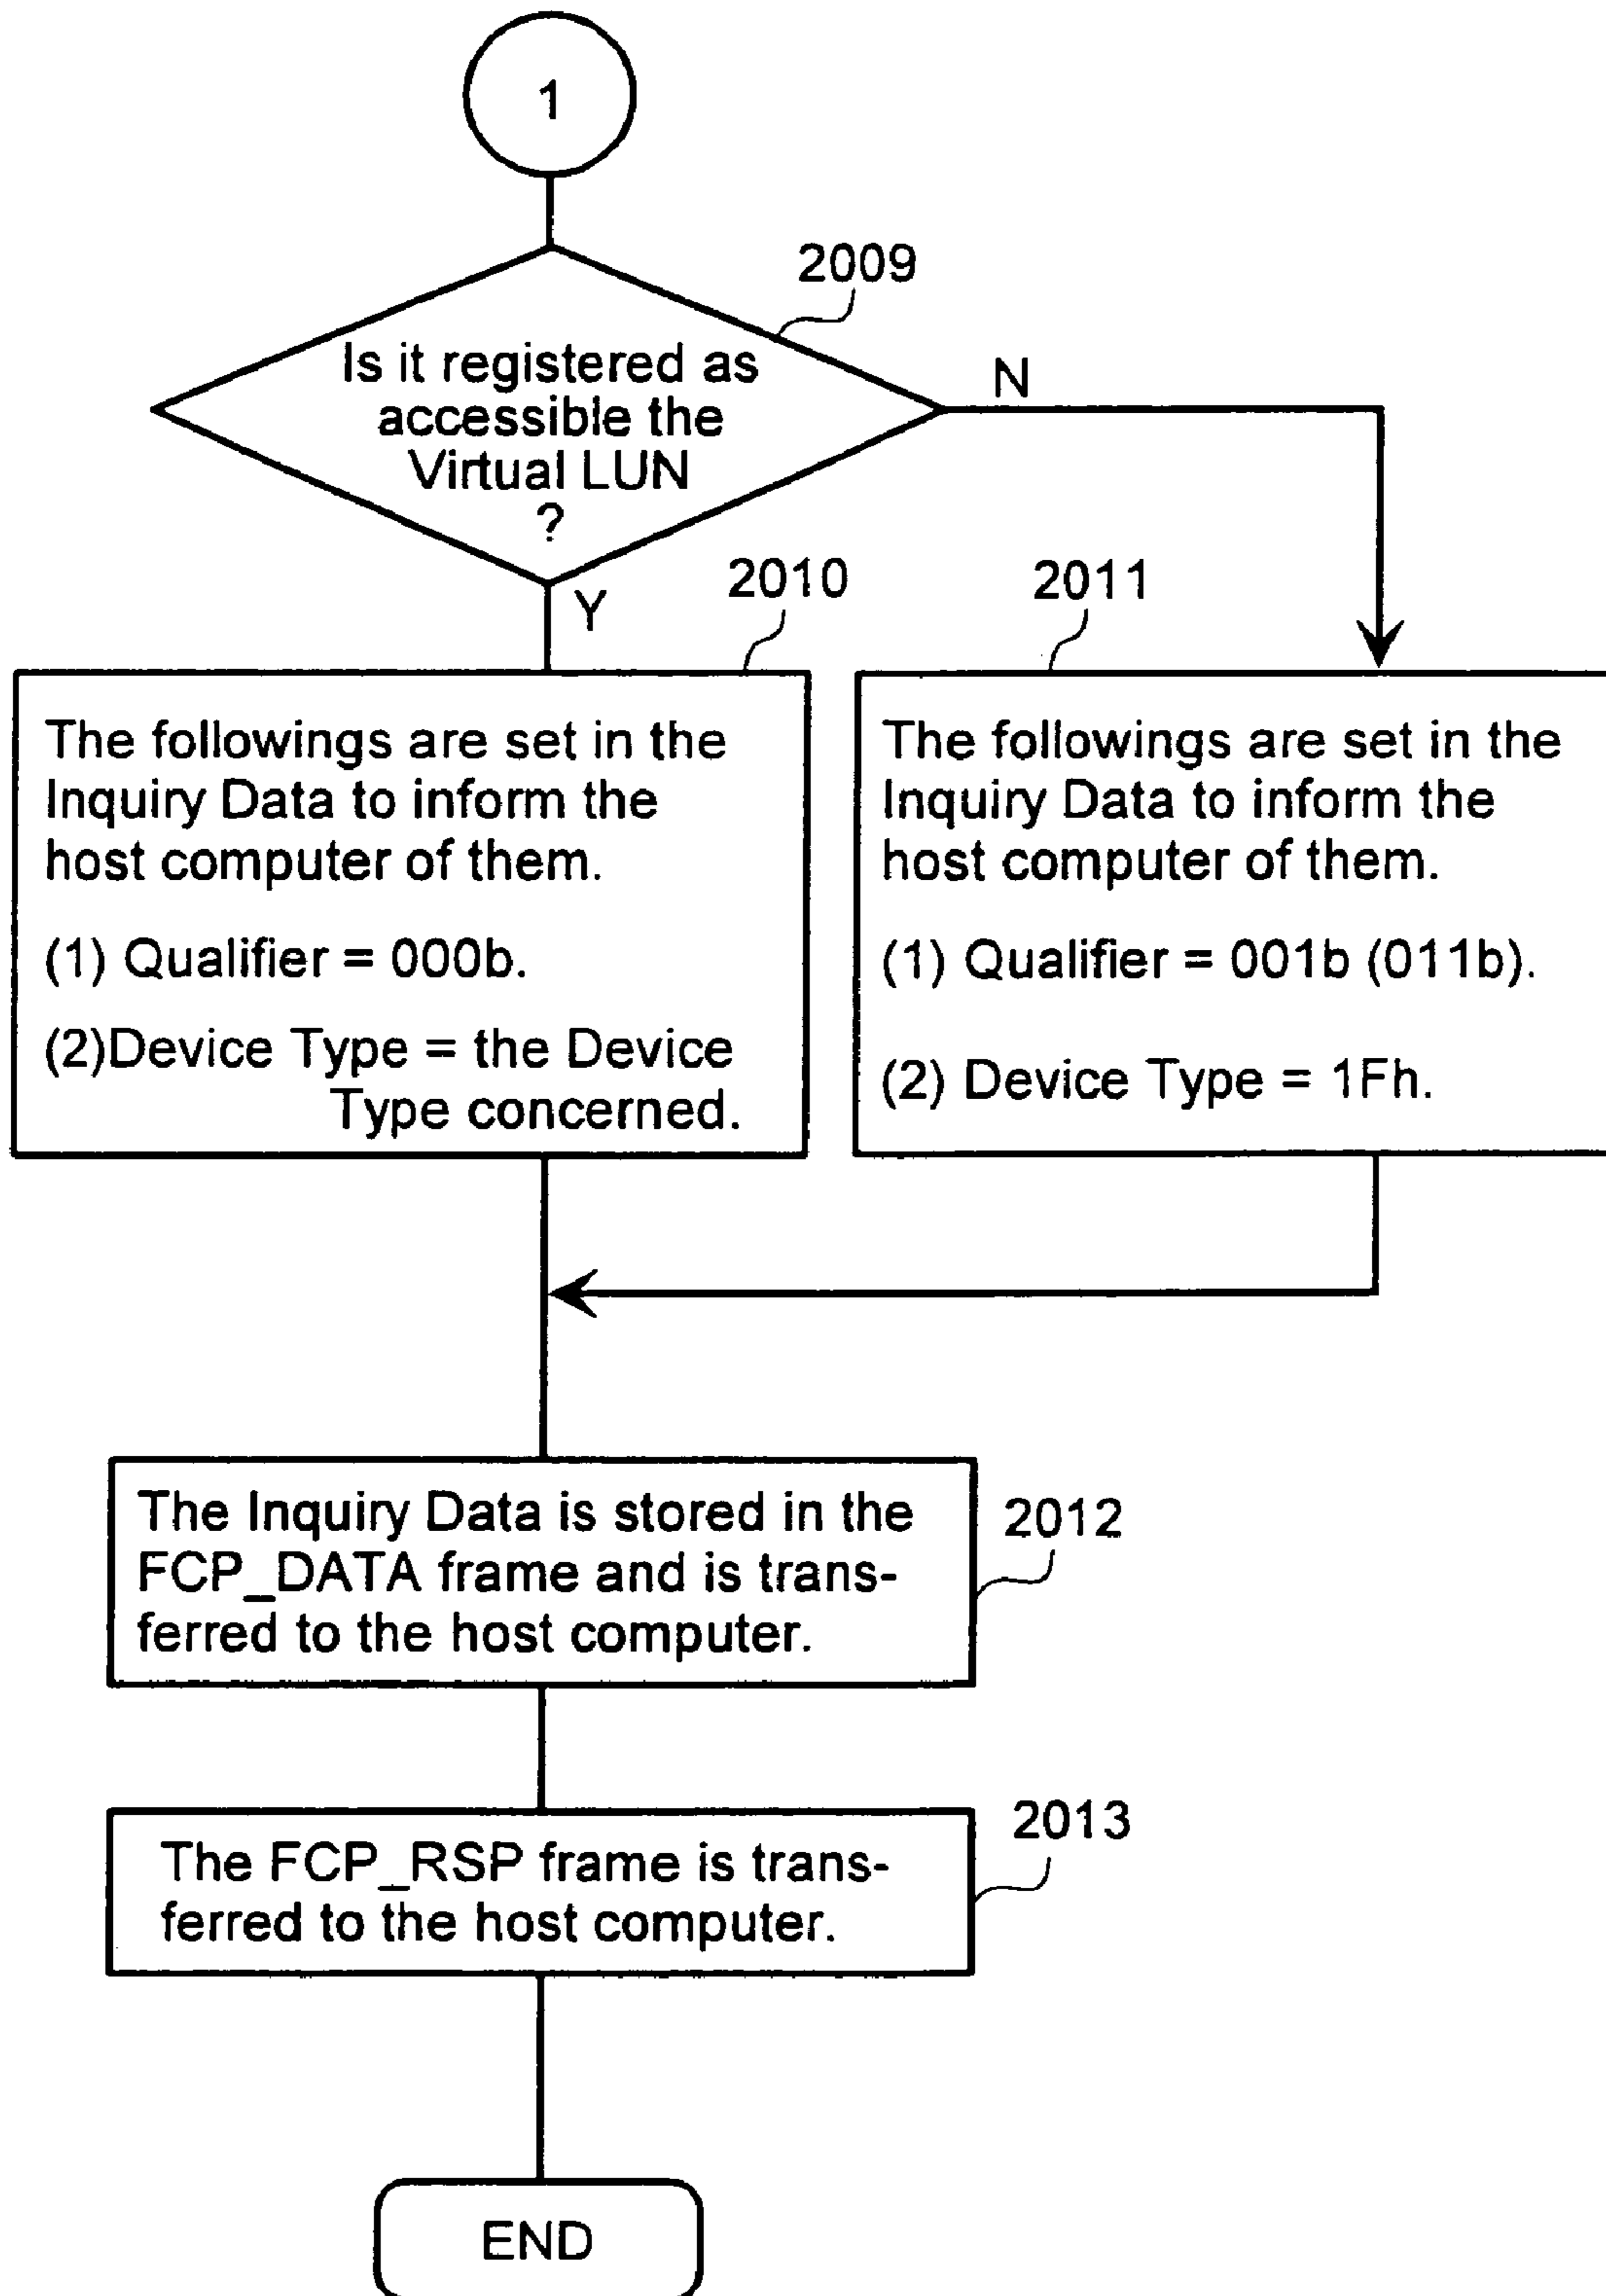 1
2009
Is it registered as
accessible the
Virtual LUN
?
N
Y
2010
The followings are set in the
Inquiry Data to inform the
host computer of them.
(1) Qualifier = 000b.
(2)Device Type = the Device
Type concerned.
2011
The followings are set in the
Inquiry Data to inform the
host computer of them.
(1) Qualifier = 001b (011b).
(2) Device Type = 1Fh.
The Inquiry Data is stored in the
FCP_DATA frame and is trans-
ferred to the host computer.
2012
The FCP_RSP frame is trans-
ferred to the host computer.
2013
END